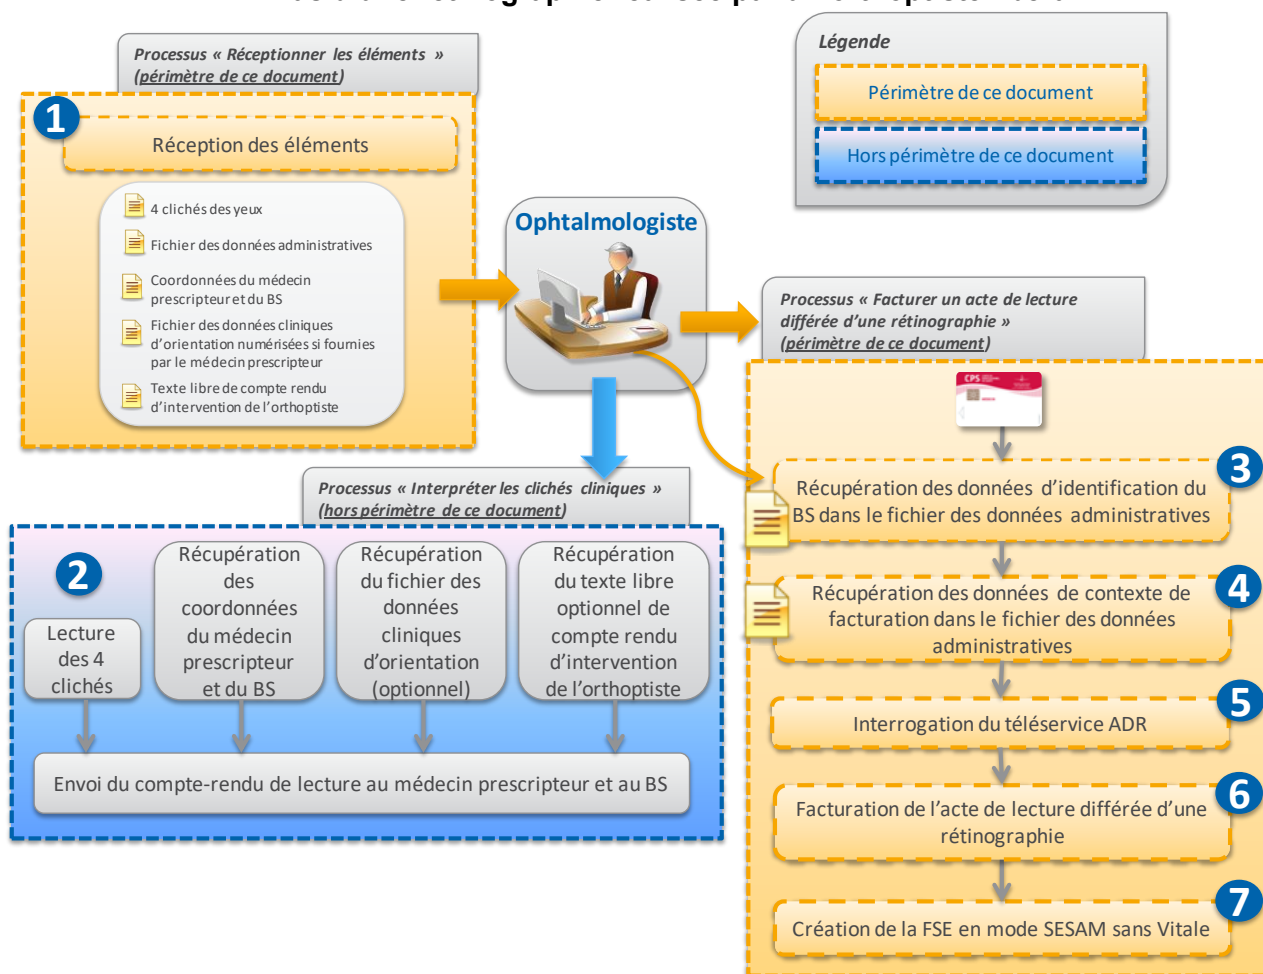 Processus « Réceptionner les éléments »
(périmètre de ce document)
1
Réception des éléments
4 clichés des yeux
Fichier des données administratives
Coordonnées du médecin
prescripteur et du BS
Fichier des données cliniques
d’orientation numérisées si fournies
par le médecin prescripteur
Texte libre de compte rendu
d’intervention de l’orthoptiste
Ophtalmologiste
Légende
Périmètre de ce document
Hors périmètre de ce document
Processus « Interpréter les clichés cliniques »
(hors périmètre de ce document)
2
Lecture
des 4
clichés
Récupération
des
coordonnées
du médecin
prescripteur
et du BS
Récupération
du fichier des
données
cliniques
d’orientation
(optionnel)
Récupération
du texte libre
optionnel de
compte rendu
d’intervention
de l’orthoptiste
Envoi du compte-rendu de lecture au médecin prescripteur et au BS
Processus « Facturer un acte de lecture
différée d’une rétinographie »
(périmètre de ce document)
CPS
3
Récupération des données d’identification du
BS dans le fichier des données administratives
4
Récupération des données de contexte de
facturation dans le fichier des données
administratives
5
Interrogation du téléservice ADR
6
Facturation de l’acte de lecture différée d’une
rétinographie
7
Création de la FSE en mode SESAM sans Vitale